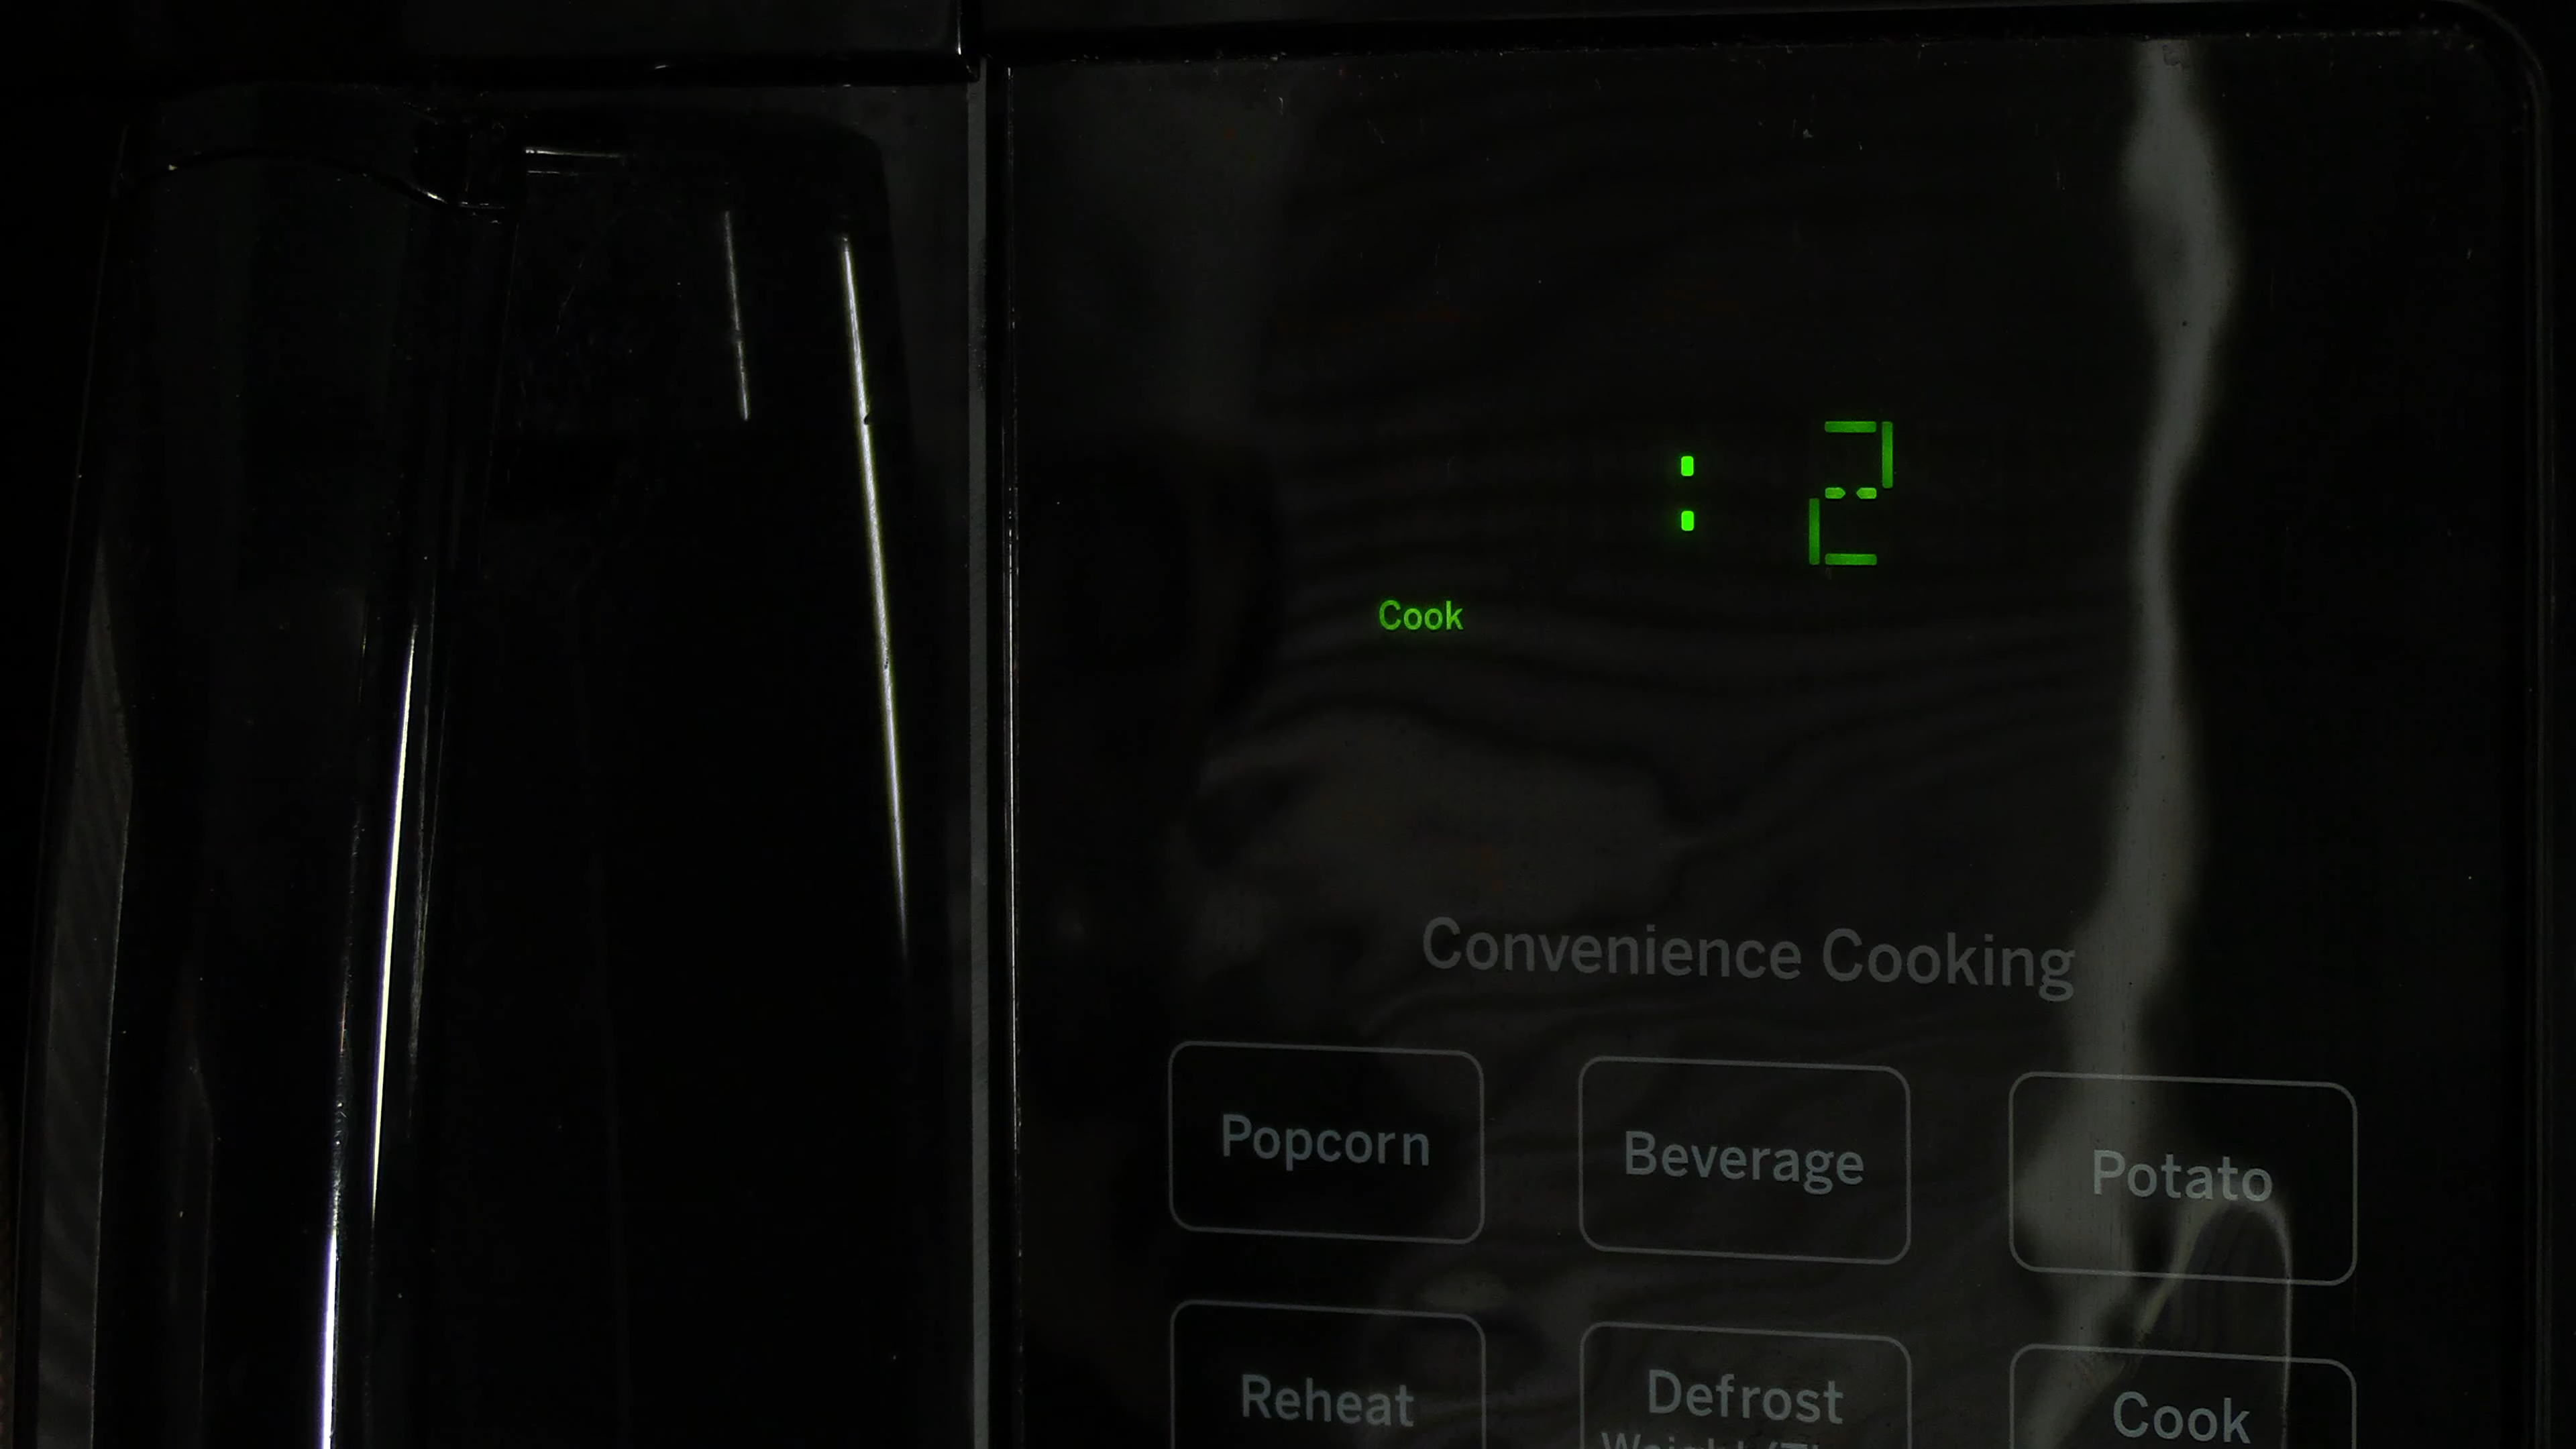 : 2
Cook
Convenience Cooking
Popcorn
Beverage
Potato
Reheat
Defrost
Cook